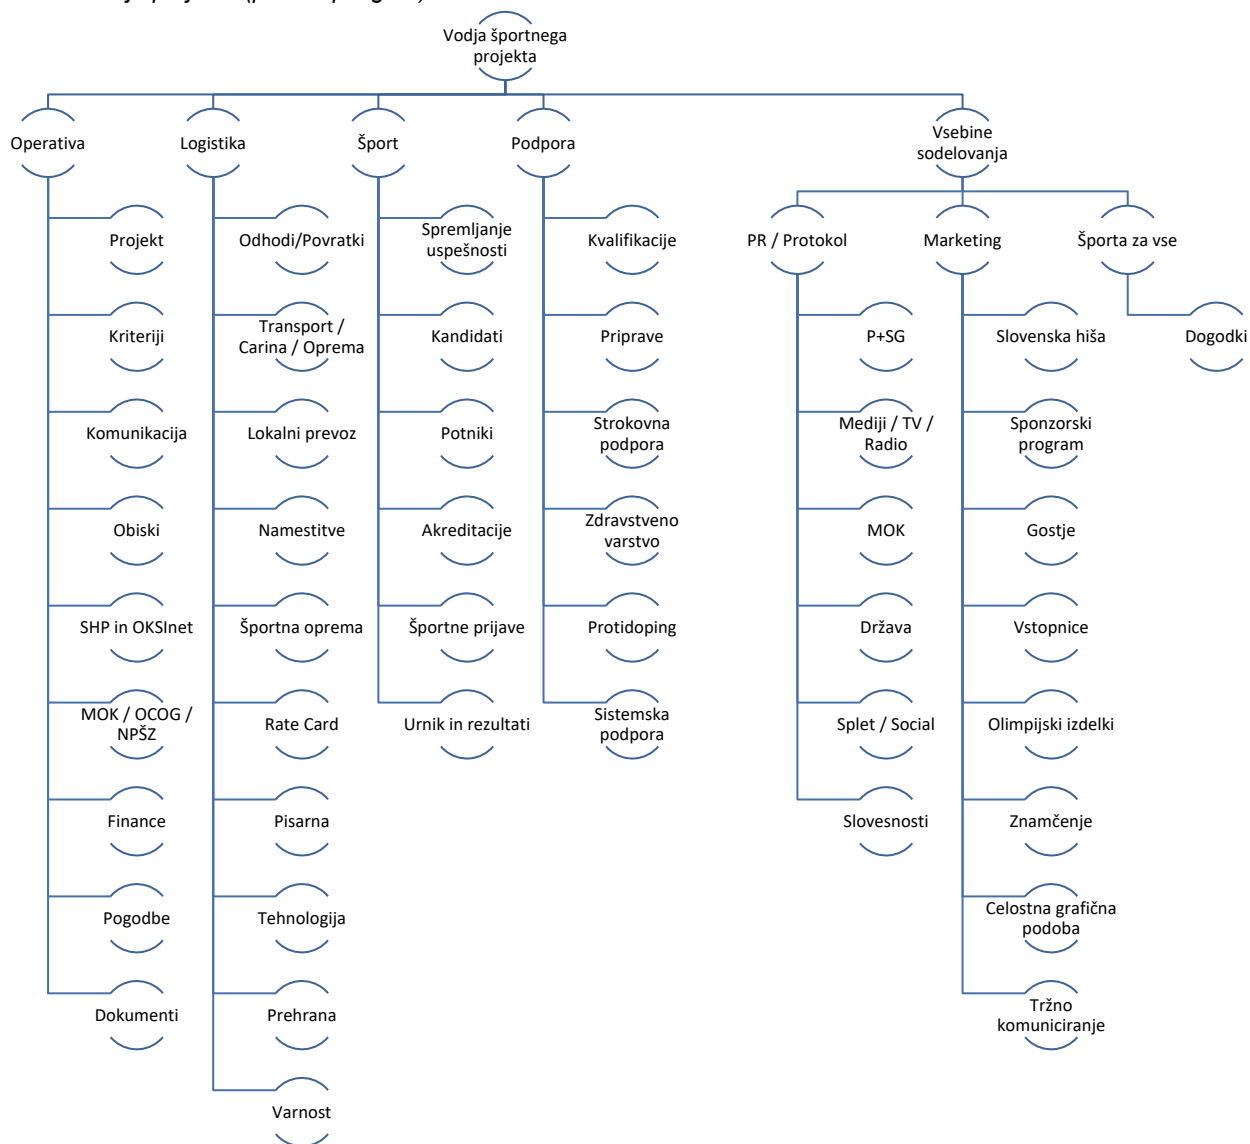 Vodja športnega
projekta
Operativa
Logistika
Šport
Podpora
Vsebine
sodelovanja
Projekt
Odhodi/Povratki
Spremljanje
uspešnosti
Kvalifikacije
PR / Protokol
Marketing
Športa za vse
Kriteriji
Transport /
Carina / Oprema
Kandidati
Priprave
P+SG
Slovenska hiša
Dogodki
Komunikacija
Lokalni prevoz
Potniki
Strokovna
podpora
Mediji / TV /
Radio
Sponzorski
program
Obiski
Namestitve
Akreditacije
Zdravstveno
varstvo
MOK
Gostje
SHP in OKSInet
Športna oprema
Športne prijave
Protidoping
Država
Vstopnice
MOK / OCOG /
NPŠZ
Rate Card
Urnik in rezultati
Sistemska
podpora
Splet / Social
Olimpijski izdelki
Finance
Pisarna
Slovesnosti
Znamčenje
Pogodbe
Tehnologija
Celostna grafična
podoba
Dokumenti
Prehrana
Tržno
komuniciranje
Varnost